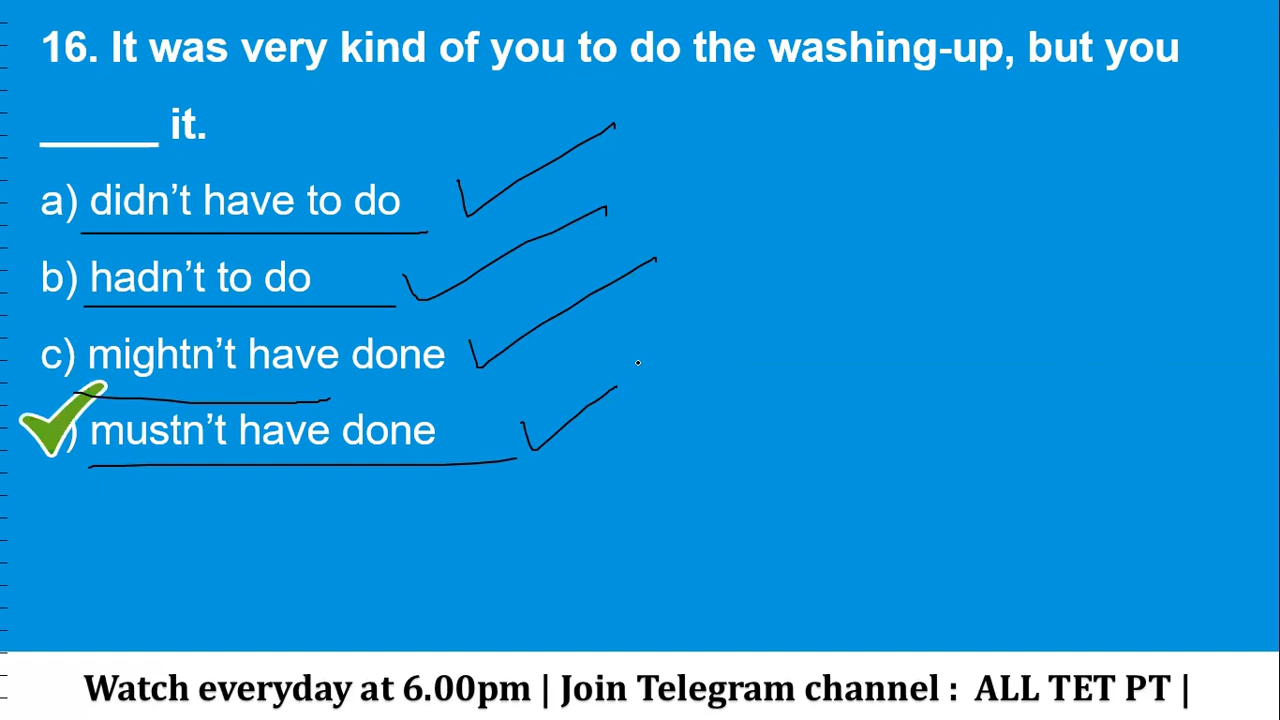 16. It was very kind of you to do the washing-up, but you
______ it.
a) didn’t have to do
b) hadn’t to do
c) mightn’t have done
) mustn’t have done
Watch everyday at 6.00pm | Join Telegram channel : ALL TET PT |